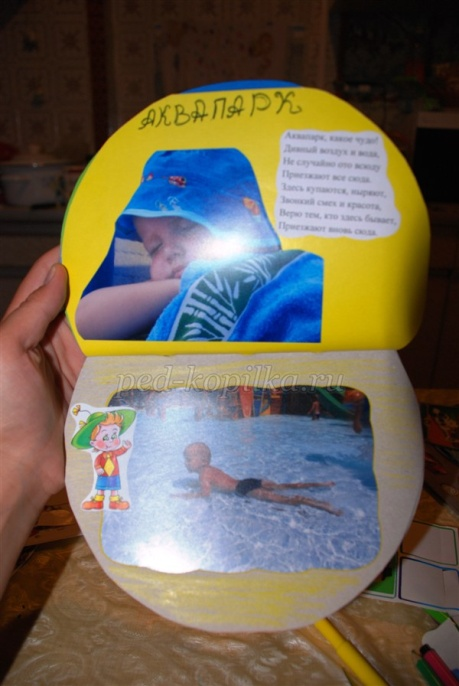 АКВАПАРК
Аквапарк, какое чудо!
Дивный воздух и вода,
Не случайно ото всюду
Приезжают все сюда.
Здесь купаются, ныряют,
Звонкий смех и красота,
Верю тем, кто здесь бывает,
Приезжают вновь сюда.
ped-kopilka.ru